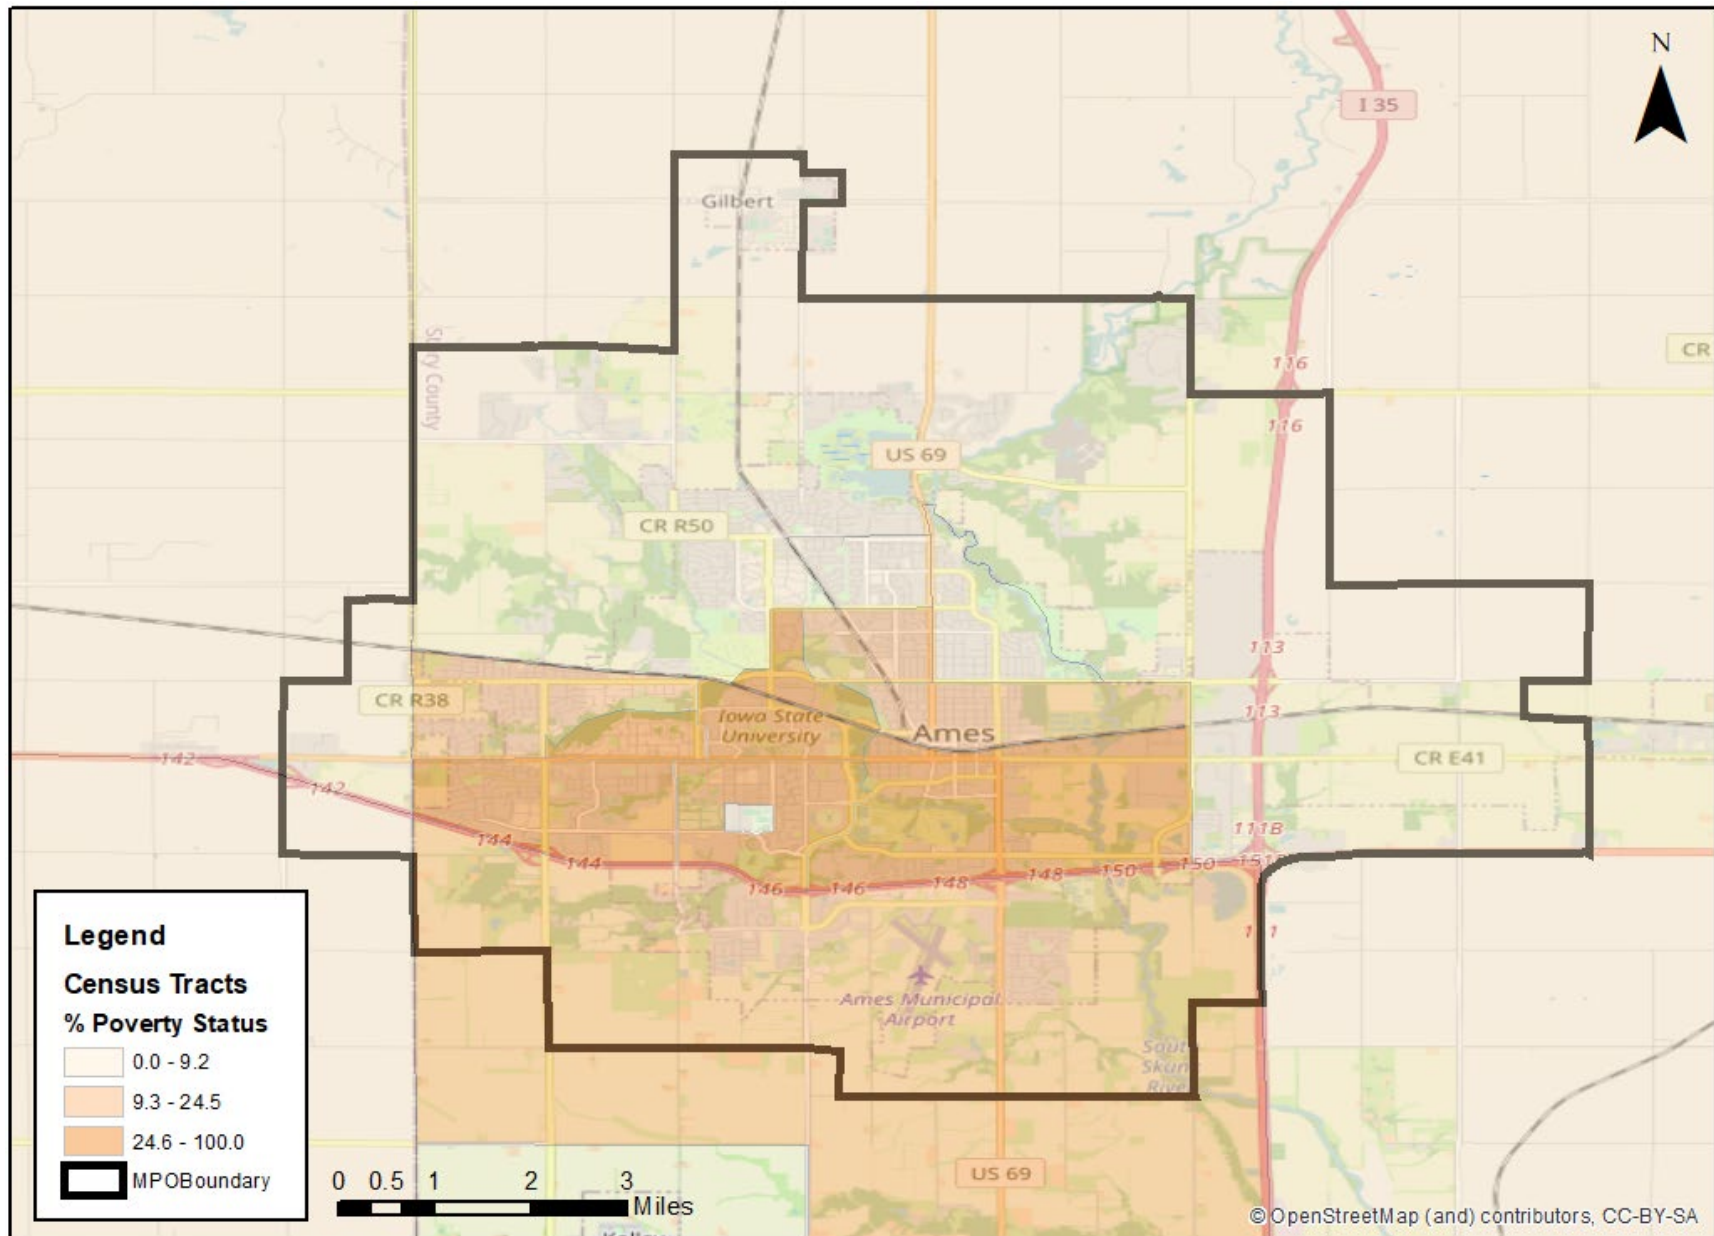 N
I 35
Gilbert
Story County
116
CR
116
US 69
CR R50
113
CR R38
Iowa State
University
113
Ames
142
CR E41
142
111B
144
144
150
148
150
146
146
148
Legend
Census Tracts
% Poverty Status
0.0 - 9.2
9.3 - 24.5
24.6 - 100.0
MPOBoundary
Ames Municipal
Airport
South
Skunk
River
US 69
0 0.5 1 2 3
Miles
© OpenStreetMap (and) contributors, CC-BY-SA